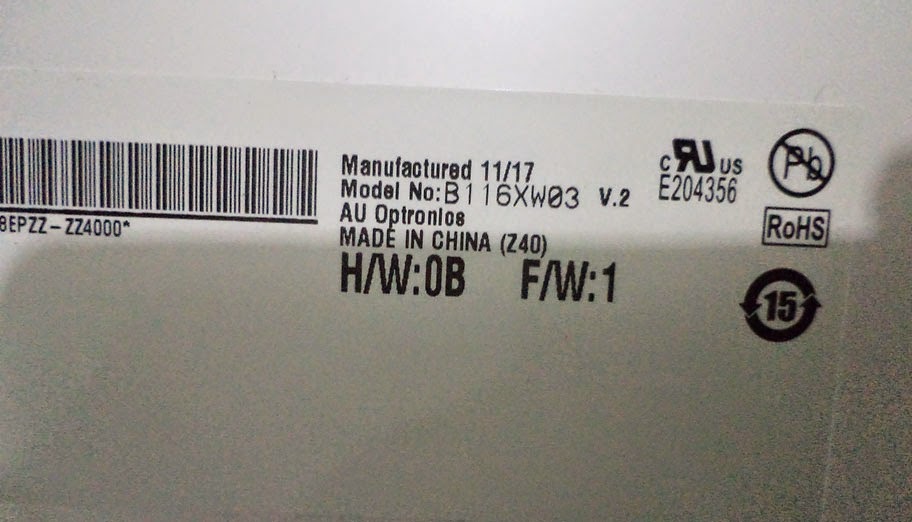 Manufactured 11/17
Model No:B116XW03 V.2
AU Optronics
MADE IN CHINA (Z40)
H/W:0B F/W:1
8EPZZ-ZZ4000*
c RU US
E204356
Pb
RoHS
15